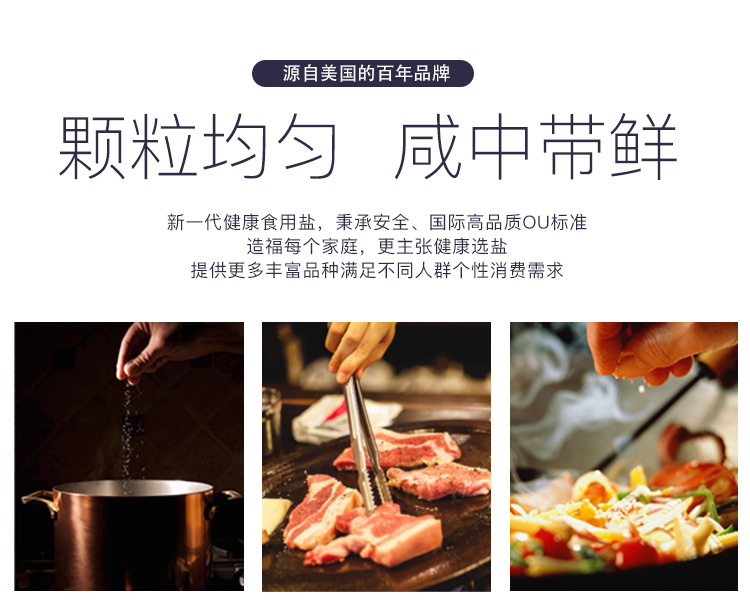 源自美国的百年品牌
颗粒均匀 咸中带鲜
新一代健康食用盐，秉承安全、国际高品质OU标准
造福每个家庭，更主张健康选盐
提供更多丰富品种满足不同人群个性消费需求